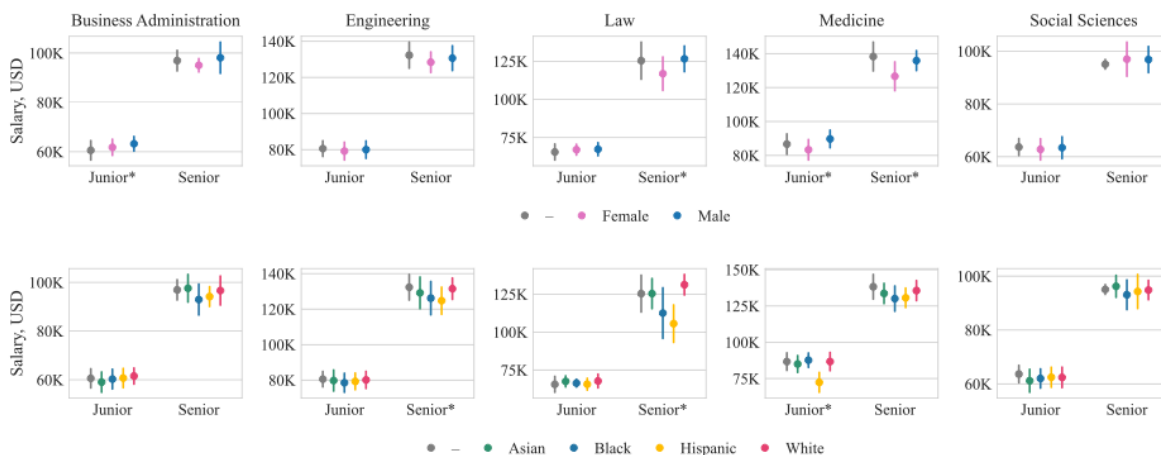 Business Administration Engineering Law Medicine Social Sciences
Salary, USD
100K 80K 60K
140K 120K 100K 80K
125K 100K 75K
140K 120K 100K 80K
100K 80K 60K
Junior* Senior Junior Senior Junior Senior* Junior* Senior* Junior Senior
– Female Male
Salary, USD
100K 80K 60K
140K 120K 100K 80K
125K 100K 75K
150K 125K 100K 75K
100K 80K 60K
Junior Senior Junior Senior* Junior Senior* Junior* Senior Junior Senior
– Asian Black Hispanic White